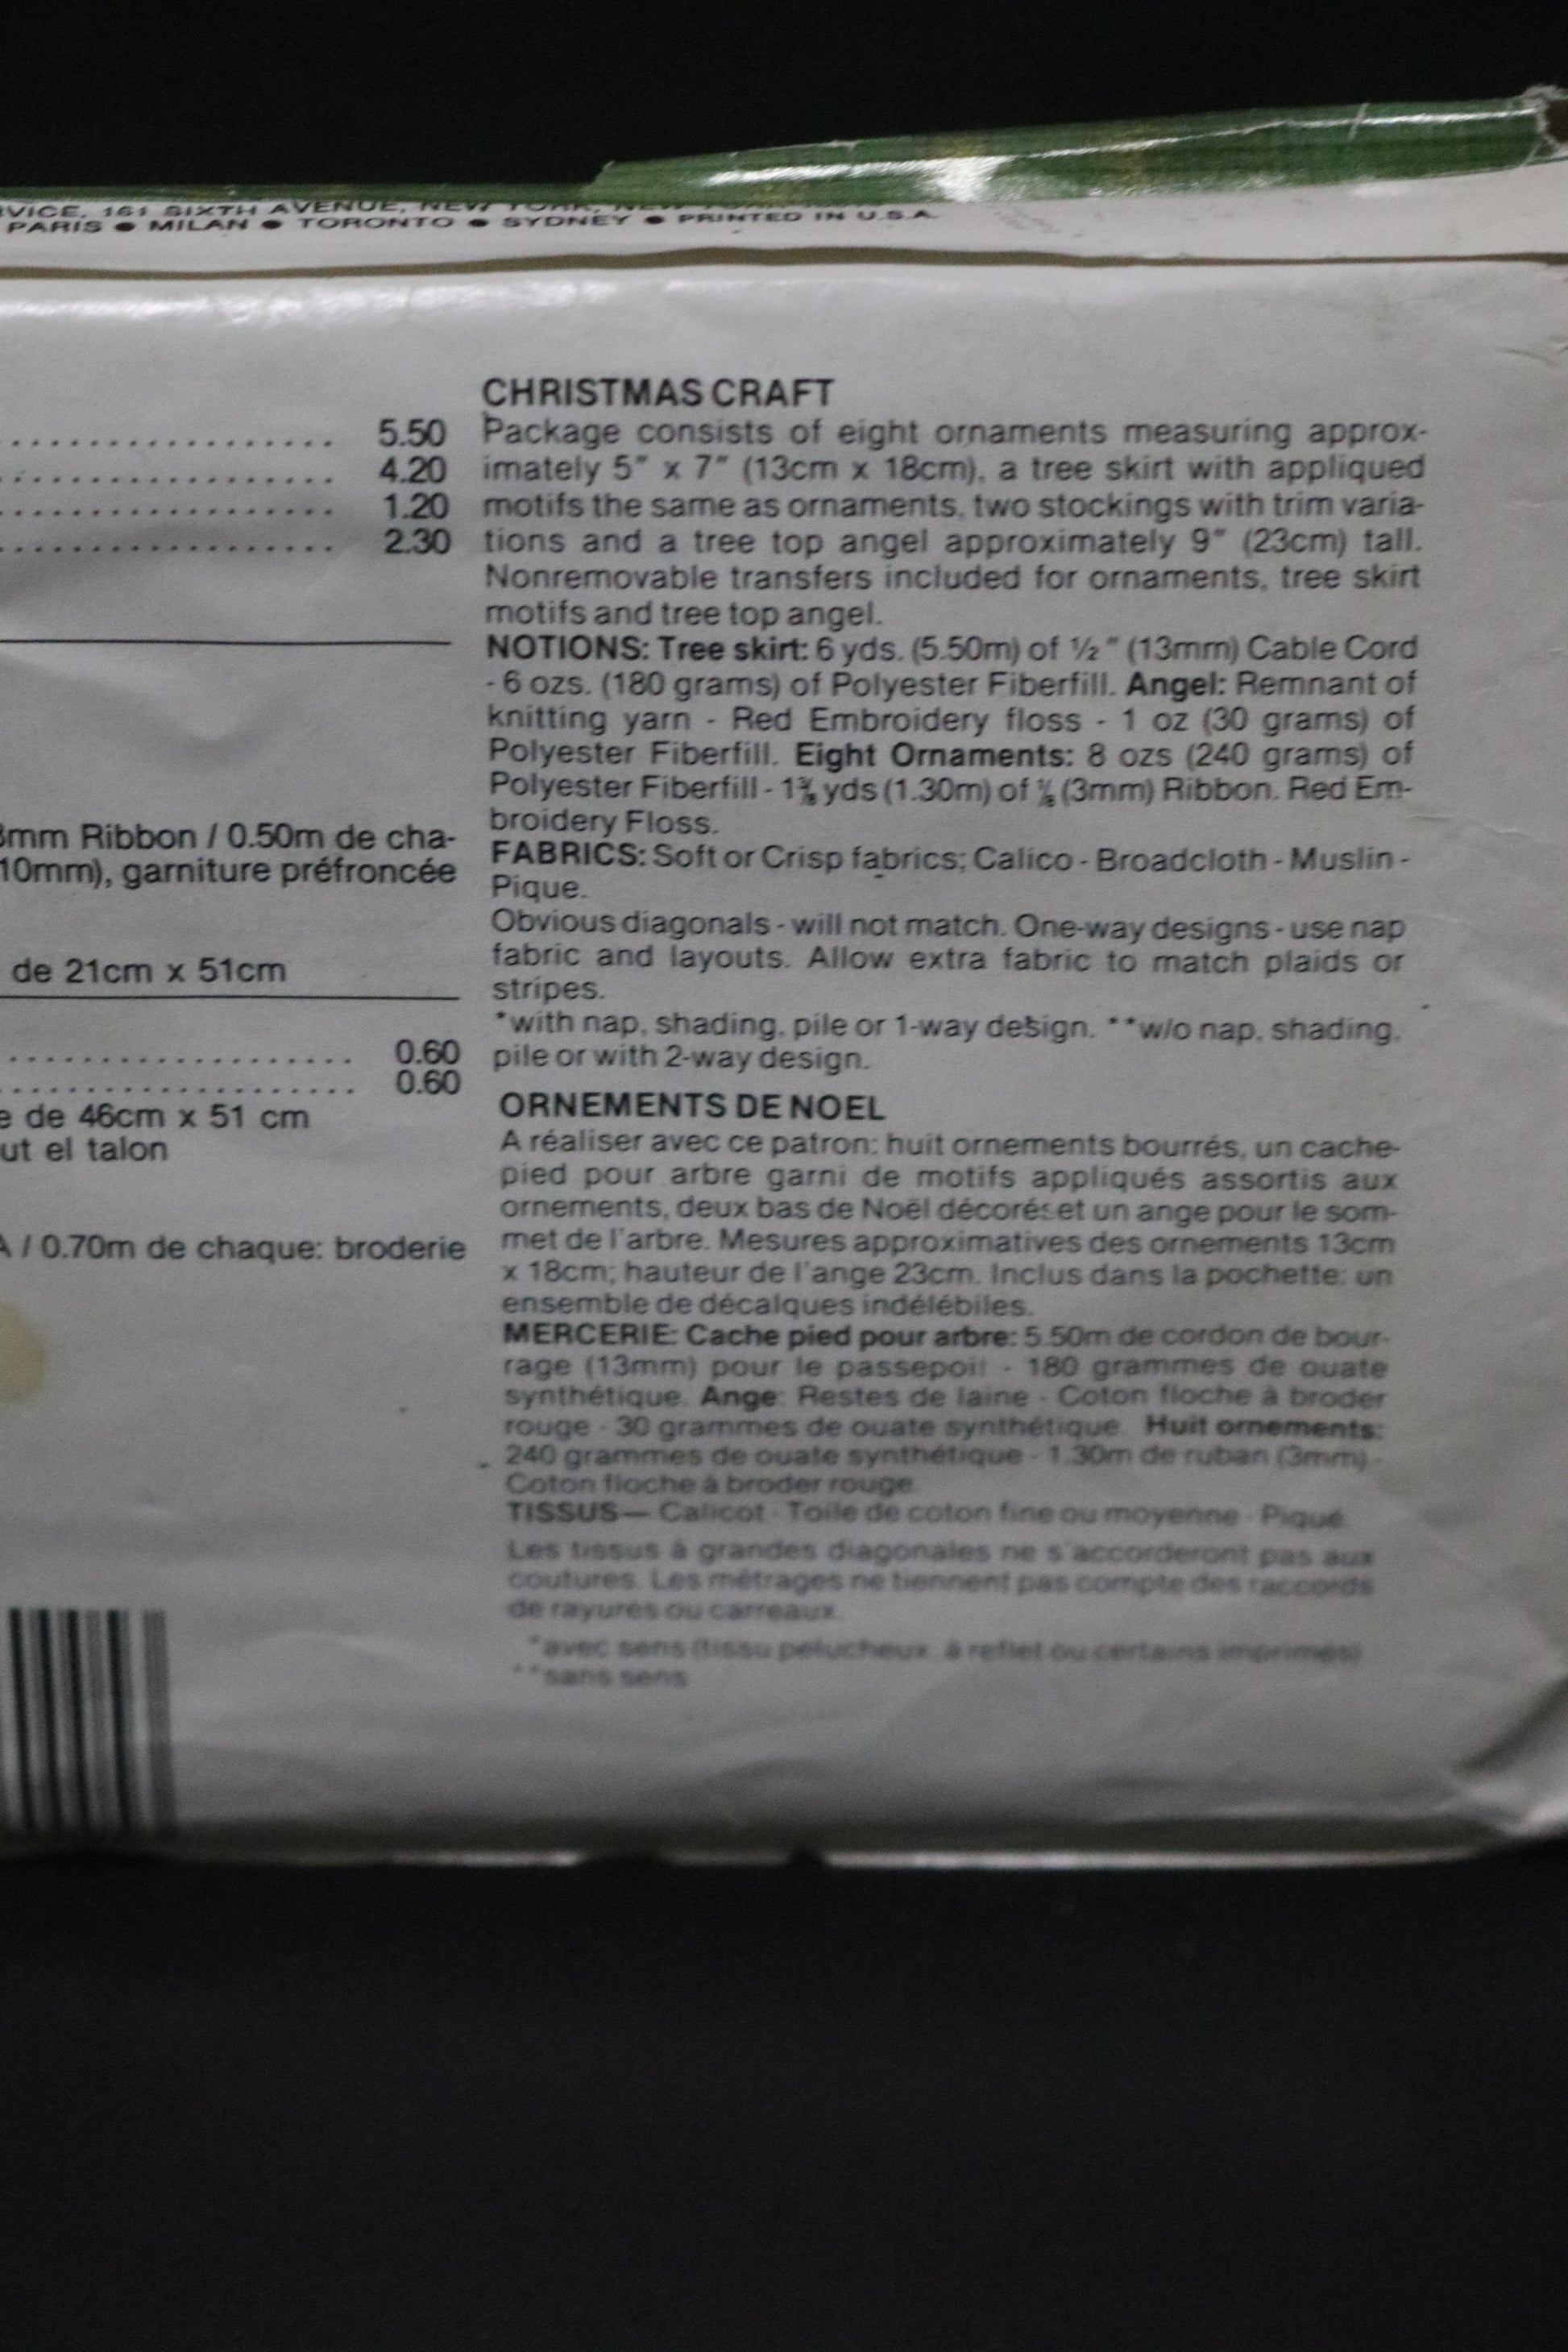 VICE, 161 SIXTH AVENUE, NEW YORK,
PARIS ● MILAN ● TORONTO ● SYDNEY ● PRINTED IN U.S.A.
5.50
4.20
1.20
2.30
3mm Ribbon / 0.50m de cha-
10mm), garniture préfroncée
de 21cm x 51cm
0.60
0.60
e de 46cm x 51 cm
ut el talon
A / 0.70m de chaque: broderie
CHRISTMAS CRAFT
Package consists of eight ornaments measuring approx-
imately 5" x 7" (13cm x 18cm), a tree skirt with appliqued
motifs the same as ornaments, two stockings with trim varia-
tions and a tree top angel approximately 9" (23cm) tall.
Nonremovable transfers included for ornaments, tree skirt
motifs and tree top angel.
NOTIONS: Tree skirt: 6 yds. (5.50m) of ½" (13mm) Cable Cord
- 6 ozs. (180 grams) of Polyester Fiberfill. Angel: Remnant of
knitting yarn - Red Embroidery floss - 1 oz (30 grams) of
Polyester Fiberfill. Eight Ornaments: 8 ozs (240 grams) of
Polyester Fiberfill - 1⅜ yds (1.30m) of ⅛ (3mm) Ribbon. Red Em-
broidery Floss.
FABRICS: Soft or Crisp fabrics; Calico - Broadcloth - Muslin -
Pique.
Obvious diagonals - will not match. One-way designs - use nap
fabric and layouts. Allow extra fabric to match plaids or
stripes.
*with nap, shading, pile or 1-way design. **w/o nap, shading,
pile or with 2-way design.
ORNEMENTS DE NOEL
A réaliser avec ce patron: huit ornements bourrés, un cache-
pied pour arbre garni de motifs appliqués assortis aux
ornements, deux bas de Noël décorés et un ange pour le som-
met de l'arbre. Mesures approximatives des ornements 13cm
x 18cm; hauteur de l'ange 23cm. Inclus dans la pochette: un
ensemble de décalques indélébiles.
MERCERIE: Cache pied pour arbre: 5.50m de cordon de bour-
rage (13mm) pour le passepoil - 180 grammes de ouate
synthétique. Ange: Restes de laine - Coton floche à broder
rouge - 30 grammes de ouate synthétique. Huit ornements:
240 grammes de ouate synthétique - 1.30m de ruban (3mm) -
Coton floche à broder rouge.
TISSUS— Calicot - Toile de coton fine ou moyenne - Piqué.
Les tissus à grandes diagonales ne s'accorderont pas aux
coutures. Les métrages ne tiennent pas compte des raccords
de rayures ou carreaux.
*avec sens (tissu pelucheux, à reflet ou certains imprimés)
**sans sens